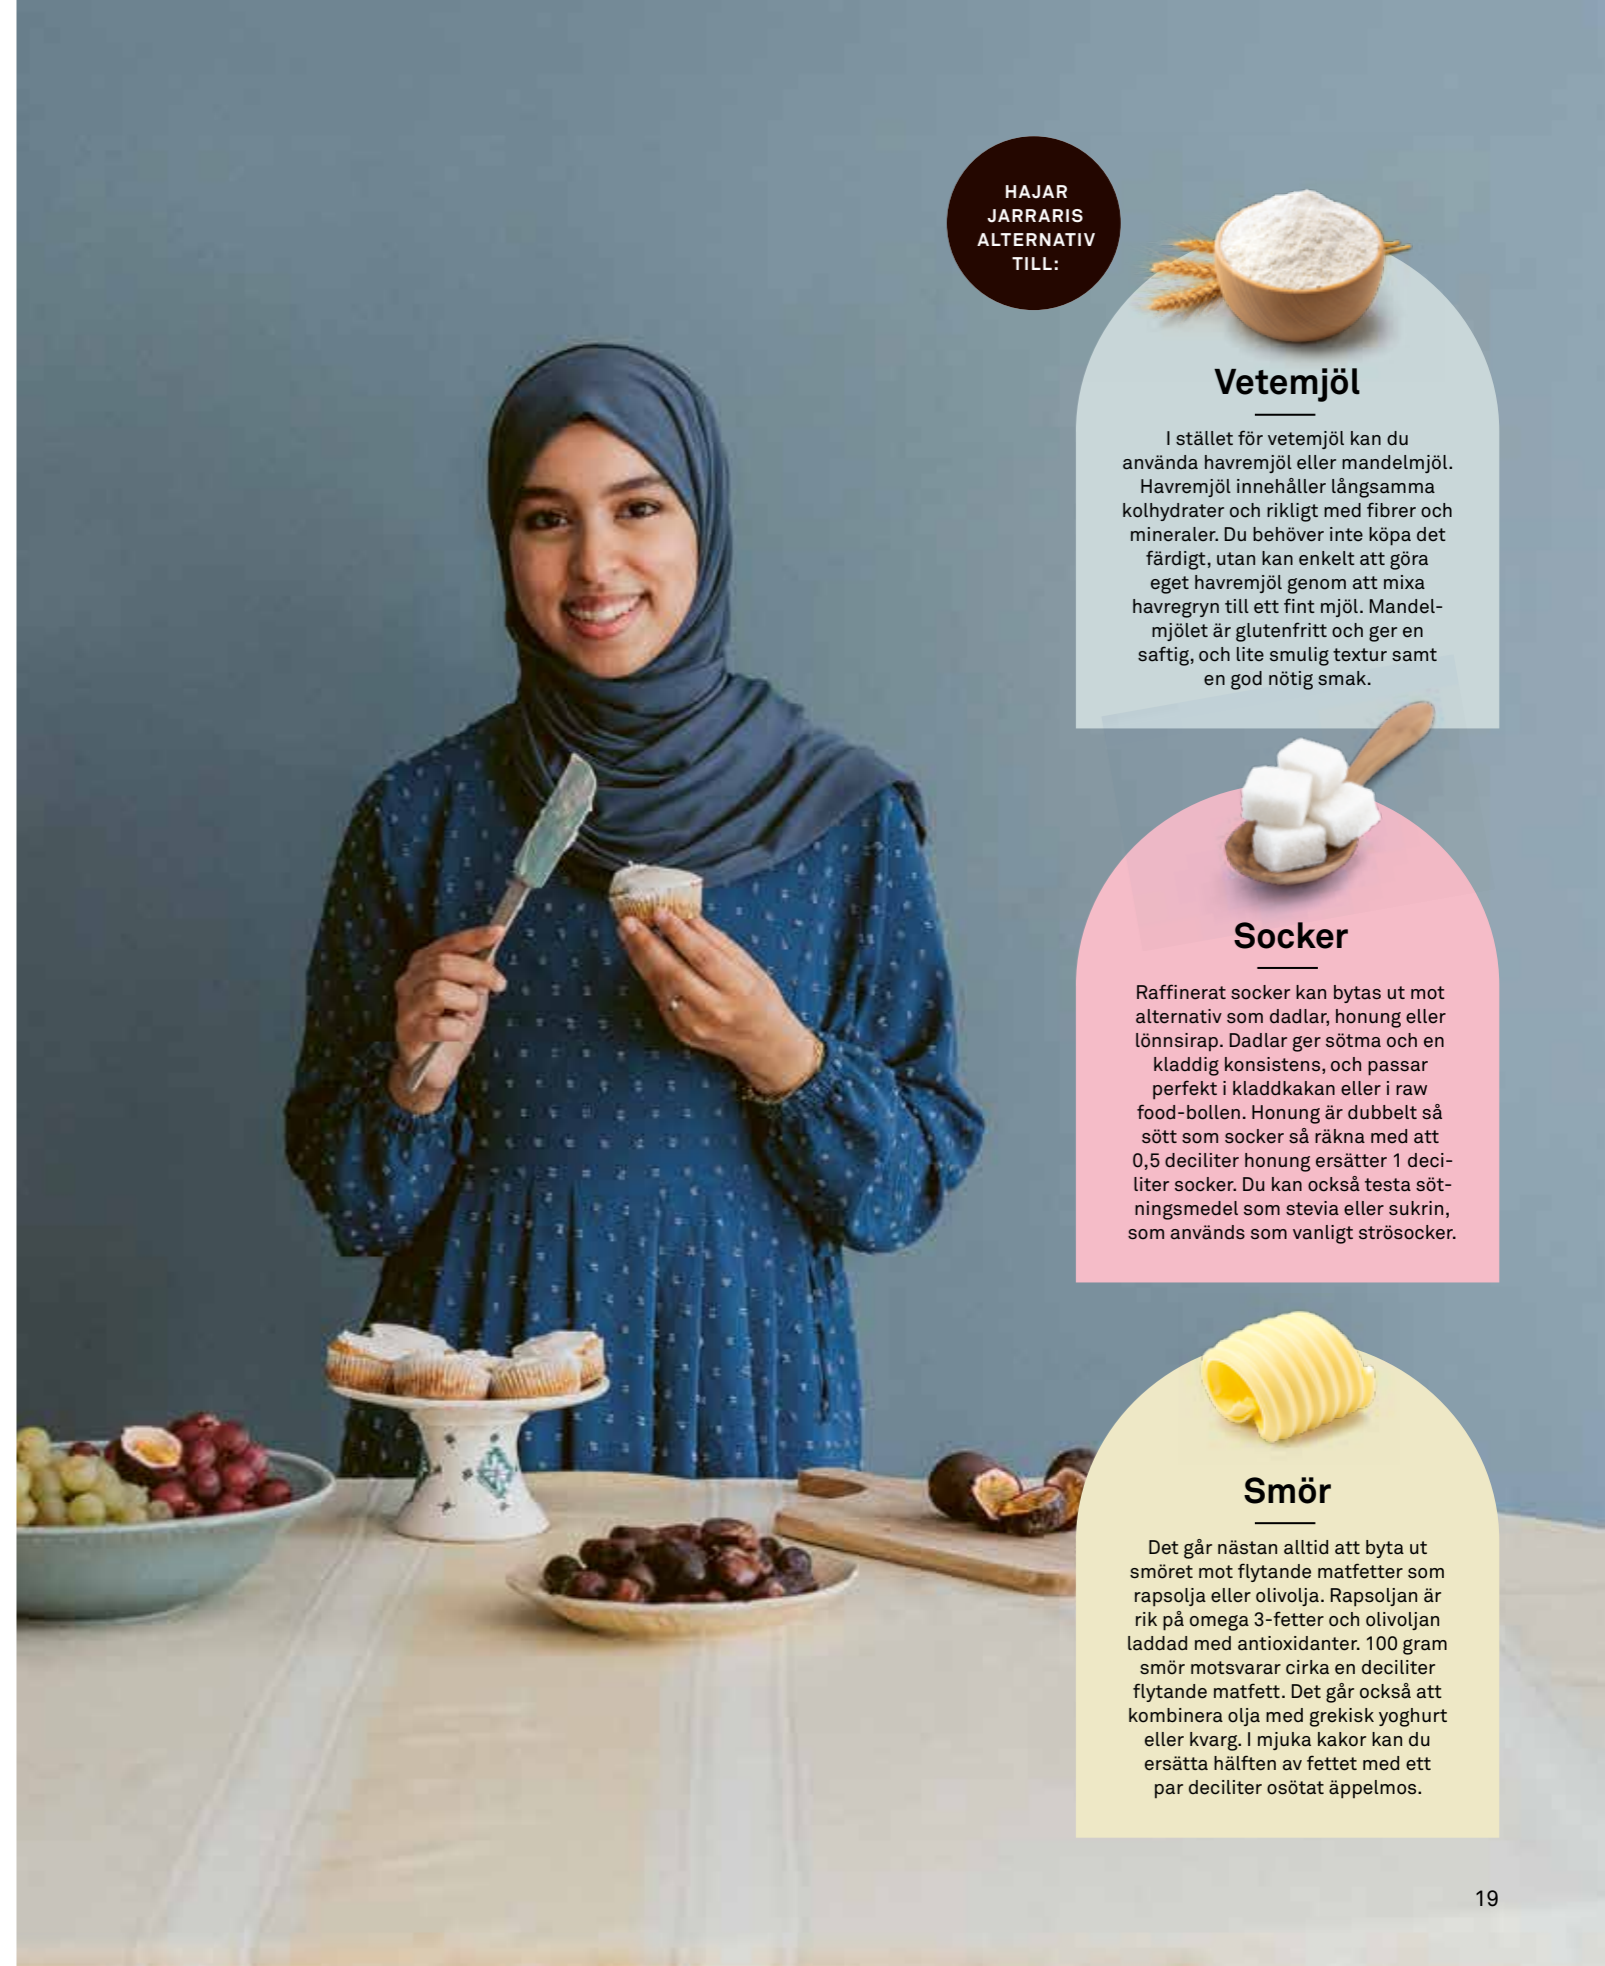 HAJAR
JARRARIS
ALTERNATIV
TILL:
Vetemjöl
I stället för vetemjöl kan du
använda havremjöl eller mandelmjöl.
Havremjöl innehåller långsamma
kolhydrater och rikligt med fibrer och
mineraler. Du behöver inte köpa det
färdigt, utan kan enkelt att göra
eget havremjöl genom att mixa
havregryn till ett fint mjöl. Mandel-
mjölet är glutenfritt och ger en
saftig, och lite smulig textur samt
en god nötig smak.
Socker
Raffinerat socker kan bytas ut mot
alternativ som dadlar, honung eller
lönnsirap. Dadlar ger sötma och en
kladdig konsistens, och passar
perfekt i kladdkakan eller i raw
food-bollen. Honung är dubbelt så
sött som socker så räkna med att
0,5 deciliter honung ersätter 1 deci-
liter socker. Du kan också testa söt-
ningsmedel som stevia eller sukrin,
som används som vanligt strösocker.
Smör
Det går nästan alltid att byta ut
smöret mot flytande matfetter som
rapsolja eller olivolja. Rapsoljan är
rik på omega 3-fetter och olivoljan
laddad med antioxidanter. 100 gram
smör motsvarar cirka en deciliter
flytande matfett. Det går också att
kombinera olja med grekisk yoghurt
eller kvarg. I mjuka kakor kan du
ersätta hälften av fettet med ett
par deciliter osötat äppelmos.
19